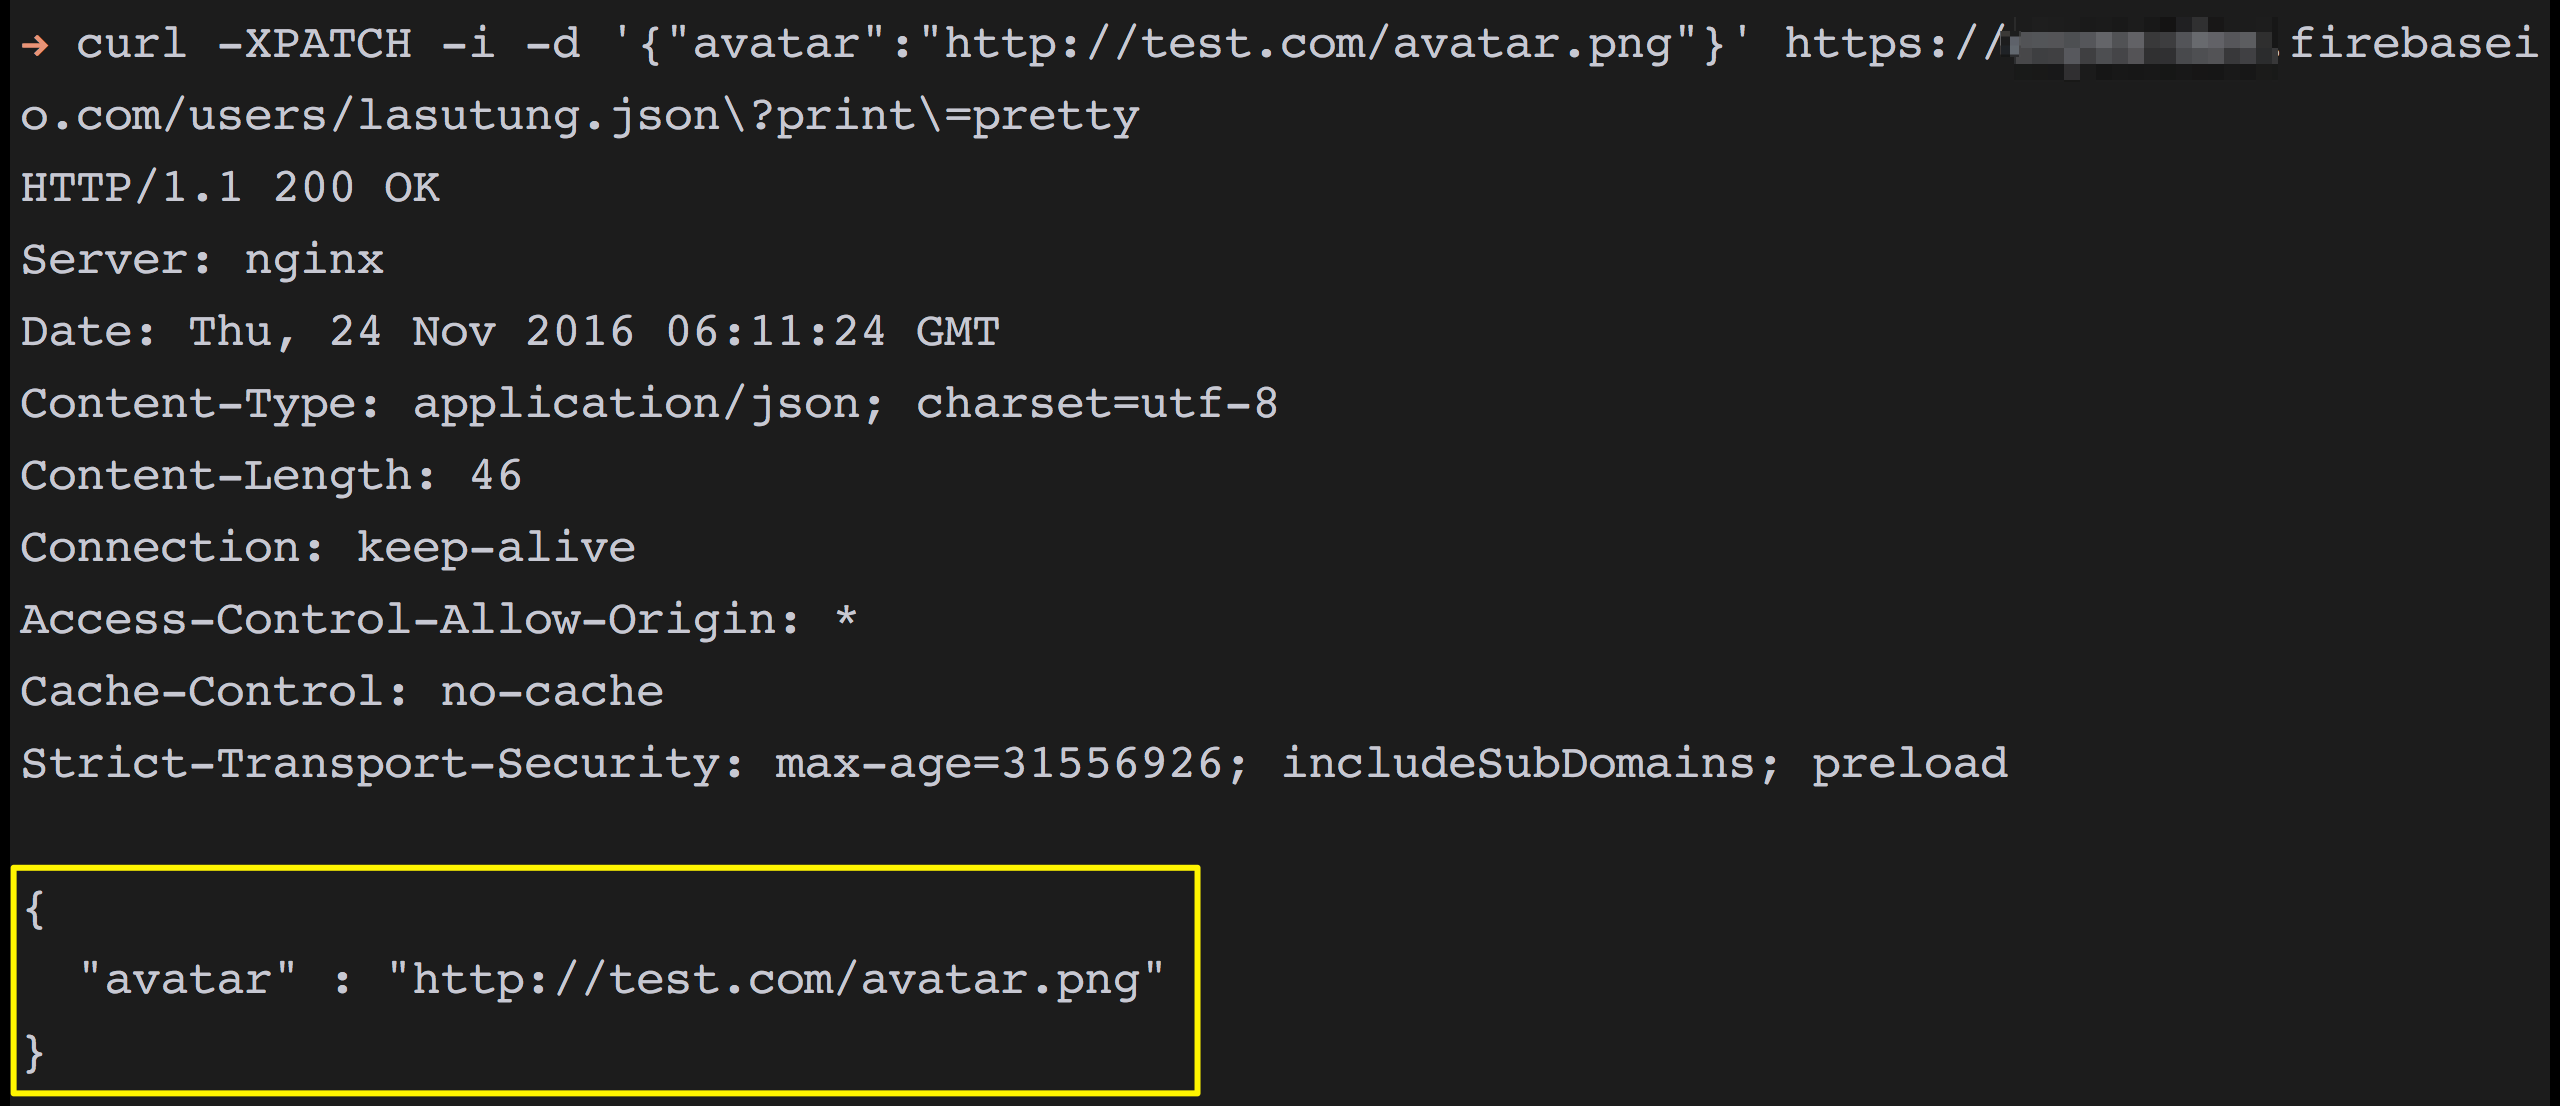 → curl -XPATCH -i -d '{"avatar":"http://test.com/avatar.png"}' https://.firebasei
o.com/users/lasutung.json\?print\=pretty
HTTP/1.1 200 OK
Server: nginx
Date: Thu, 24 Nov 2016 06:11:24 GMT
Content-Type: application/json; charset=utf-8
Content-Length: 46
Connection: keep-alive
Access-Control-Allow-Origin: *
Cache-Control: no-cache
Strict-Transport-Security: max-age=31556926; includeSubDomains; preload
{
"avatar" : "http://test.com/avatar.png"
}